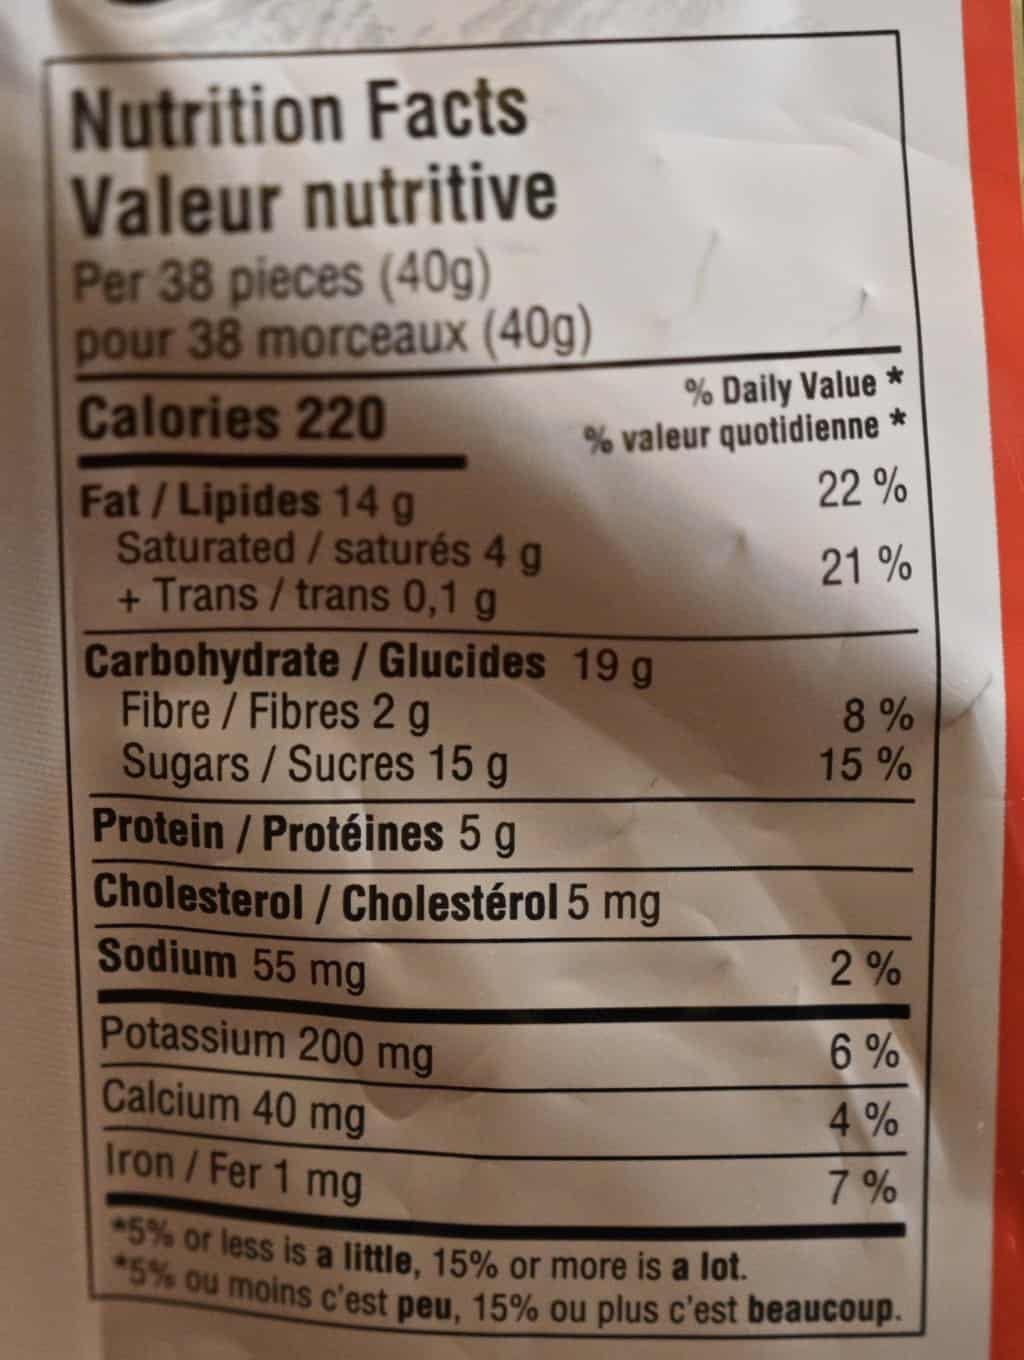 Nutrition Facts
Valeur nutritive
Per 38 pieces (40g)
pour 38 morceaux (40g)
% Daily Value *
Calories 220
% valeur quotidienne *
Fat / Lipides 14 g 22 %
Saturated / saturés 4 g
+ Trans / trans 0,1 g 21 %
Carbohydrate / Glucides 19 g
Fibre / Fibres 2 g 8 %
Sugars / Sucres 15 g 15 %
Protein / Protéines 5 g
Cholesterol / Cholestérol 5 mg
Sodium 55 mg 2 %
Potassium 200 mg 6 %
Calcium 40 mg 4 %
Iron / Fer 1 mg 7 %
*5% or less is a little, 15% or more is a lot.
*5% ou moins c'est peu, 15% ou plus c'est beaucoup.